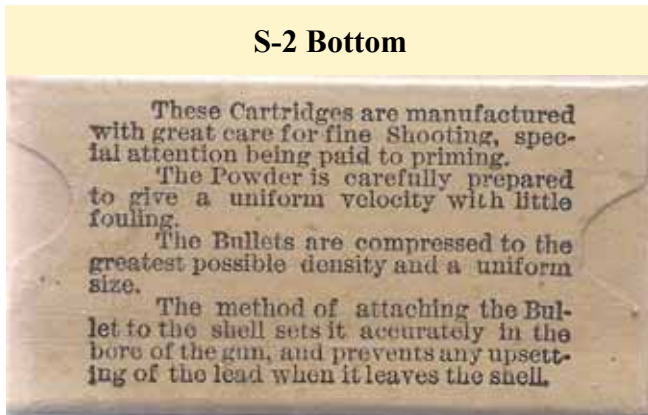 S-2 Bottom
These Cartridges are manufactured
with great care for fine Shooting, spec-
ial attention being paid to priming.
The Powder is carefully prepared
to give a uniform velocity with little
fouling.
The Bullets are compressed to the
greatest possible density and a uniform
size.
The method of attaching the Bul-
let to the shell sets it accurately in the
bore of the gun, and prevents any upsett-
ing of the lead when it leaves the shell.